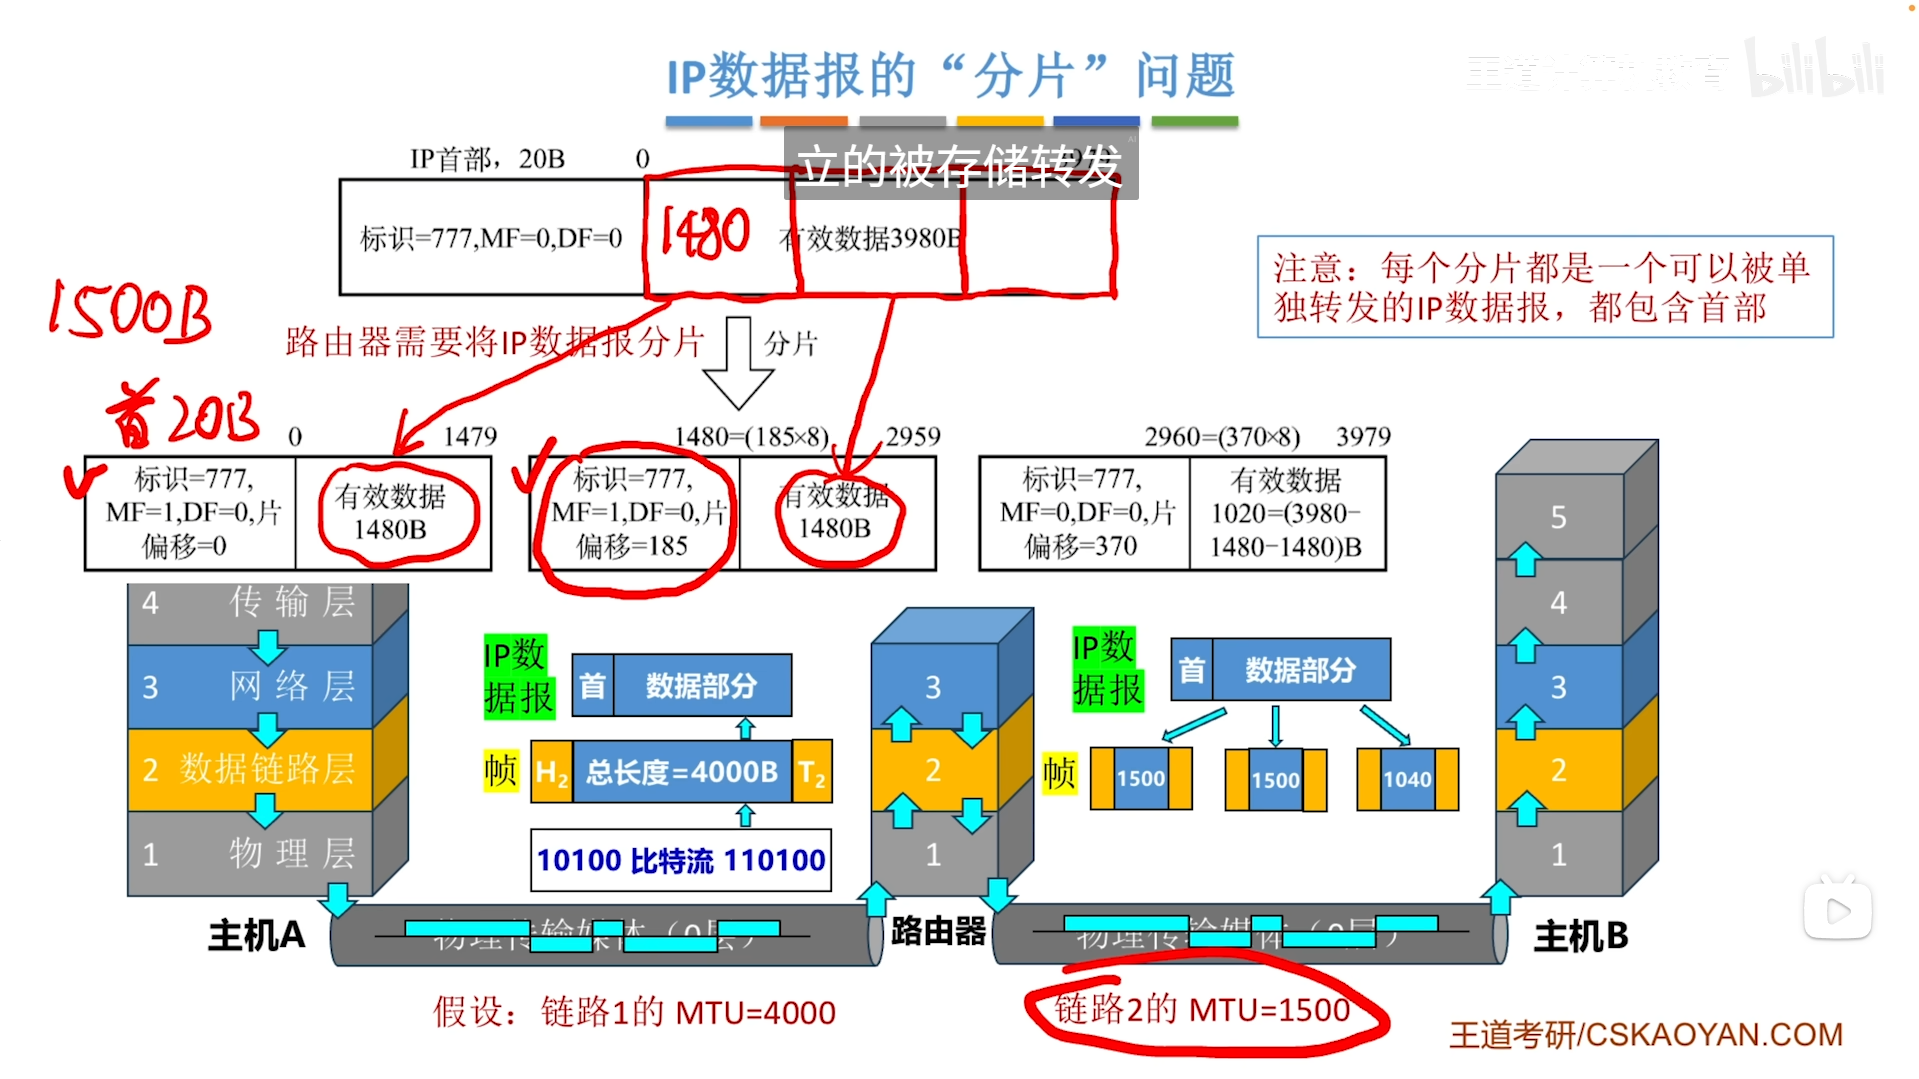 IP数据报的“分片”问题
bilibili
立的被存储转发
IP首部，20B
0
标识=777,MF=0,DF=0
1480
有效数据3980B
注意：每个分片都是一个可以被单
独转发的IP数据报，都包含首部
1500B
路由器需要将IP数据报分片
分片
首20B
0
1479
1480=(185×8)
2959
2960=(370×8)
3979
标识=777,
MF=1,DF=0,片
偏移=0
有效数据
1480B
标识=777,
MF=1,DF=0,片
偏移=185
有效数据
1480B
标识=777,
MF=0,DF=0,片
偏移=370
有效数据
1020=(3980-
1480-1480)B
4 传输层
3 网络层
2 数据链路层
1 物理层
IP数
据报
首 数据部分
帧
H2 总长度=4000B T2
10100 比特流 110100
3
2
1
IP数
据报
首 数据部分
帧
1500
1500
1040
5
4
3
2
1
主机A
物理传输媒体（0层）
路由器
物理传输媒体（0层）
主机B
假设：链路1的 MTU=4000
链路2的 MTU=1500
王道考研/CSKAOYAN.COM